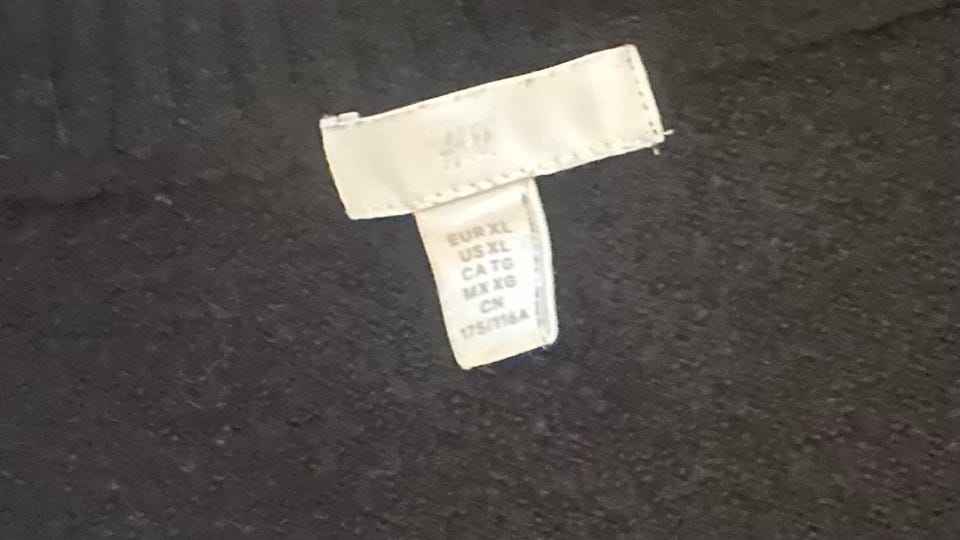 EUR XL
US XL
CA TG
MX XG
CN
175/116A